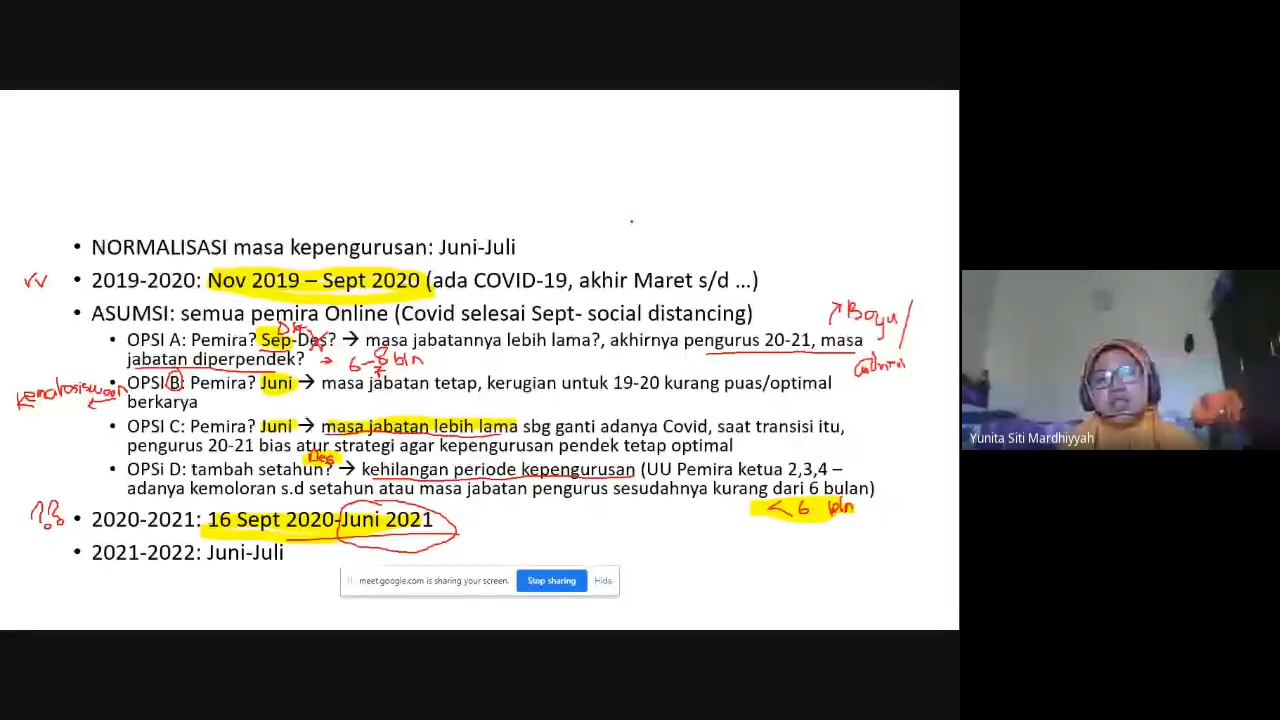 • NORMALISASI masa kepengurusan: Juni-Juli
• 2019-2020: Nov 2019 – Sept 2020 (ada COVID-19, akhir Maret s/d ...)
• ASUMSI: semua pemira Online (Covid selesai Sept- social distancing)
• OPSI A: Pemira? Sep-Des? → masa jabatannya lebih lama?, akhirnya pengurus 20-21, masa
jabatan diperpendek?
→ 6-8 bln
• OPSI B: Pemira? Juni → masa jabatan tetap, kerugian untuk 19-20 kurang puas/optimal
berkarya
• OPSI C: Pemira? Juni → masa jabatan lebih lama sbg ganti adanya Covid, saat transisi itu,
pengurus 20-21 bias atur strategi agar kepengurusan pendek tetap optimal
Des
• OPSi D: tambah setahun? → kehilangan periode kepengurusan (UU Pemira ketua 2,3,4 –
adanya kemoloran s.d setahun atau masa jabatan pengurus sesudahnya kurang dari 6 bulan)
< 6 bln
• 2020-2021: 16 Sept 2020-Juni 2021
• 2021-2022: Juni-Juli
meet.google.com is sharing your screen. Stop sharing Hide
Yunita Siti Mardhiyyah